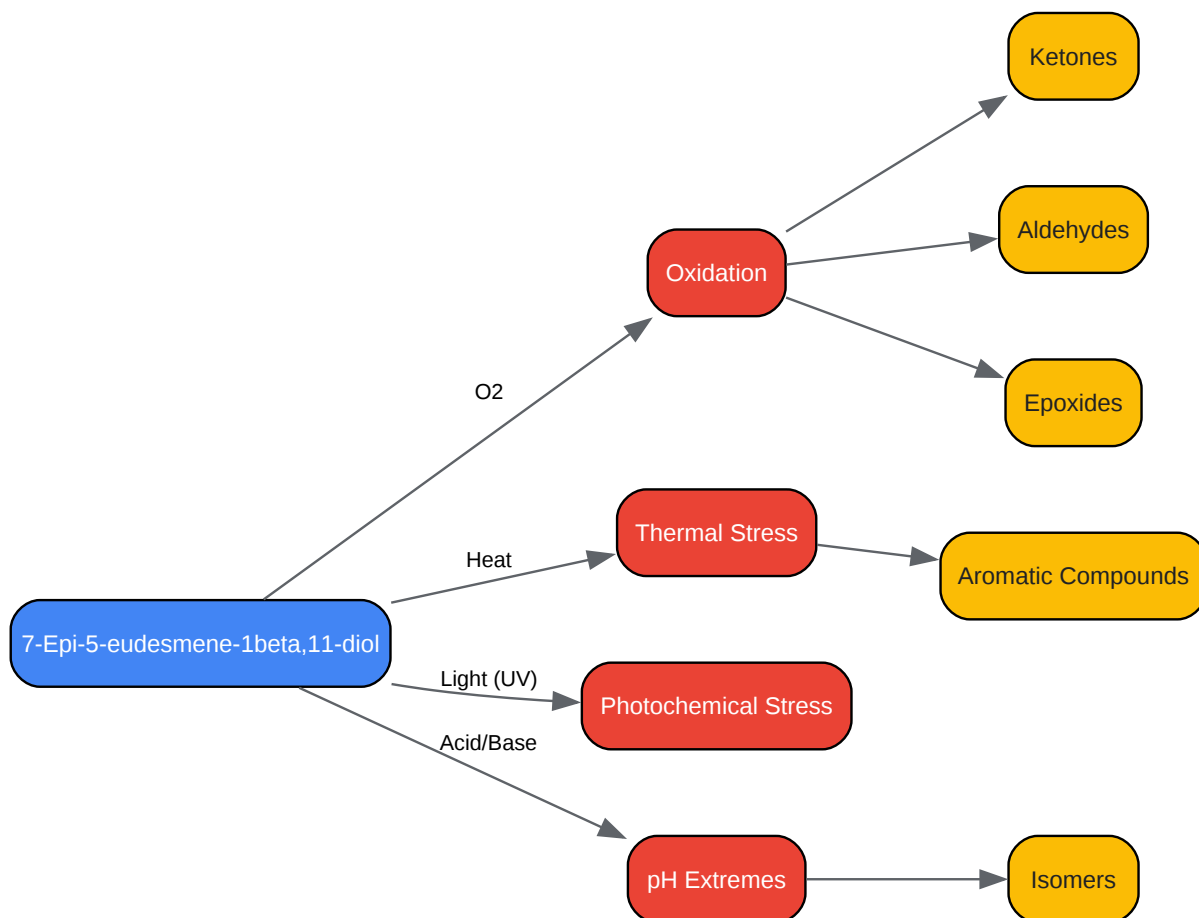 Ketones
Aldehydes
Oxidation
Epoxides
O2
Thermal Stress
Heat
Aromatic Compounds
7-Epi-5-eudesmene-1beta,11-diol
Light (UV)
Photochemical Stress
Acid/Base
pH Extremes
Isomers